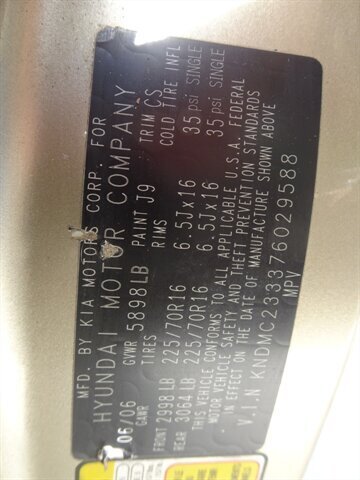 MFD. BY KIA MOTORS CORP. FOR
HYUNDAI MOTOR COMPANY
06/06 GVWR 5898LB PAINT J9 TRIM CS
GAWR TIRES RIMS COLD TIRE INFL
FRONT 2998LB 225/70R16 6.5Jx16 35psi SINGLE
REAR 3064LB 225/70R16 6.5Jx16 35psi SINGLE
THIS VEHICLE CONFORMS TO ALL APPLICABLE U.S.A. FEDERAL
MOTOR VEHICLE SAFETY AND THEFT PREVENTION STANDARDS
IN EFFECT ON THE DATE OF MANUFACTURE SHOWN ABOVE
V.I.N KNDMC233376029588
MPV